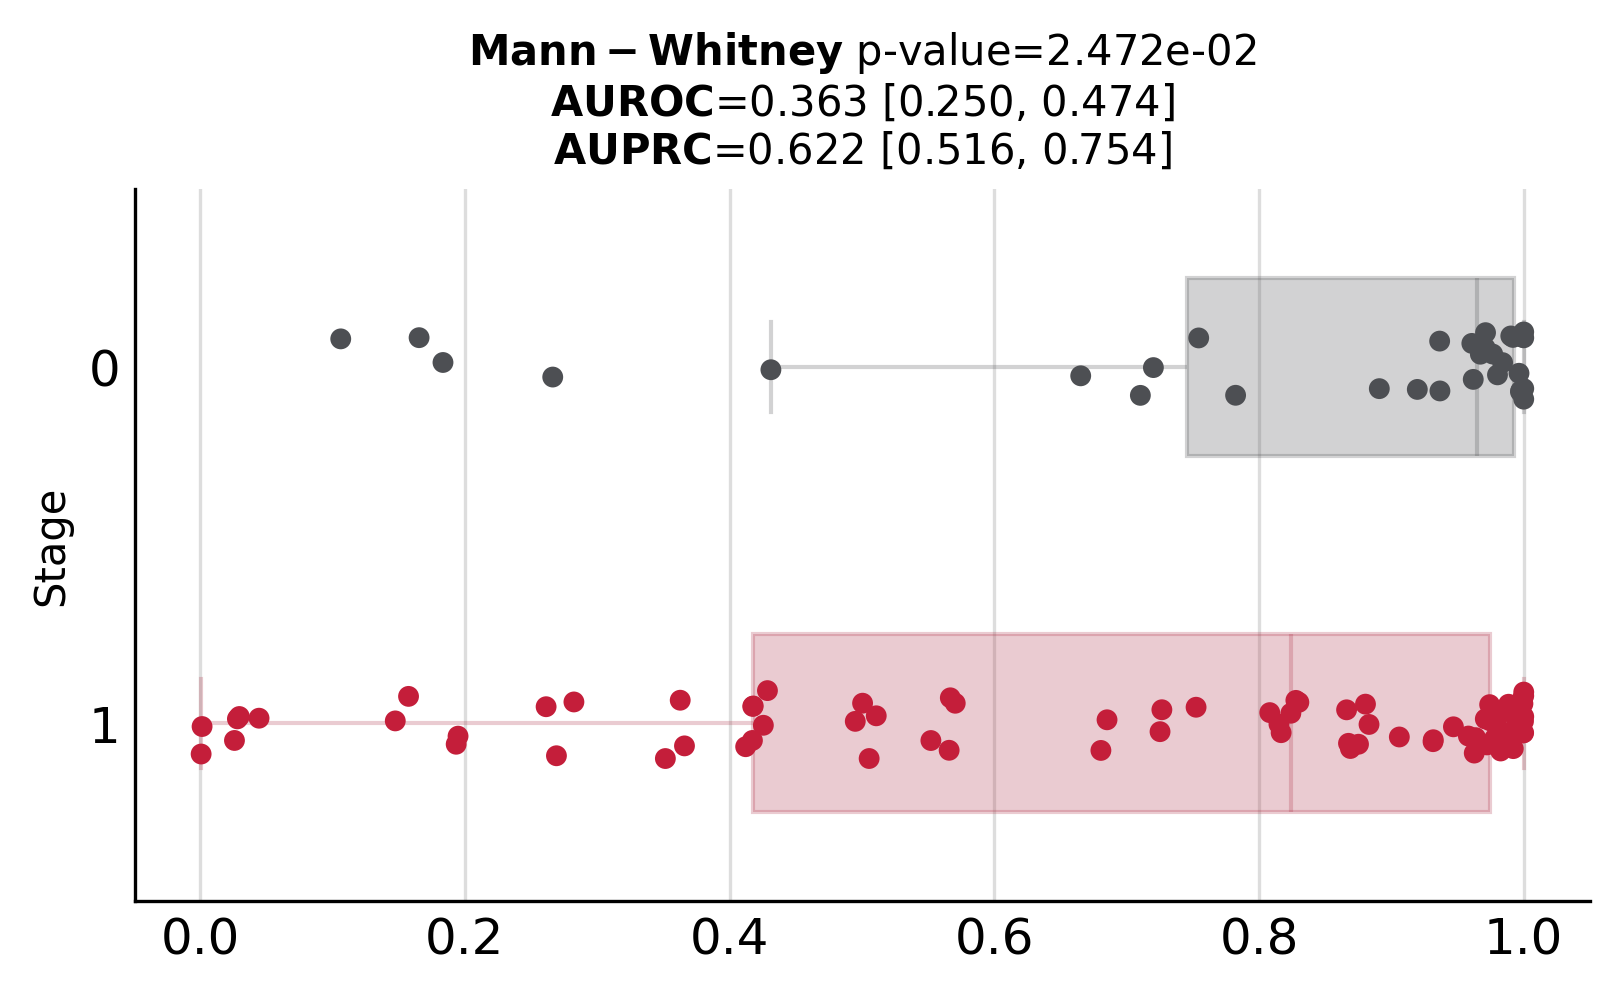 Mann – Whitney p-value=2.472e-02
AUROC=0.363 [0.250, 0.474]
AUPRC=0.622 [0.516, 0.754]
0
Stage
1
0.0 0.2 0.4 0.6 0.8 1.0